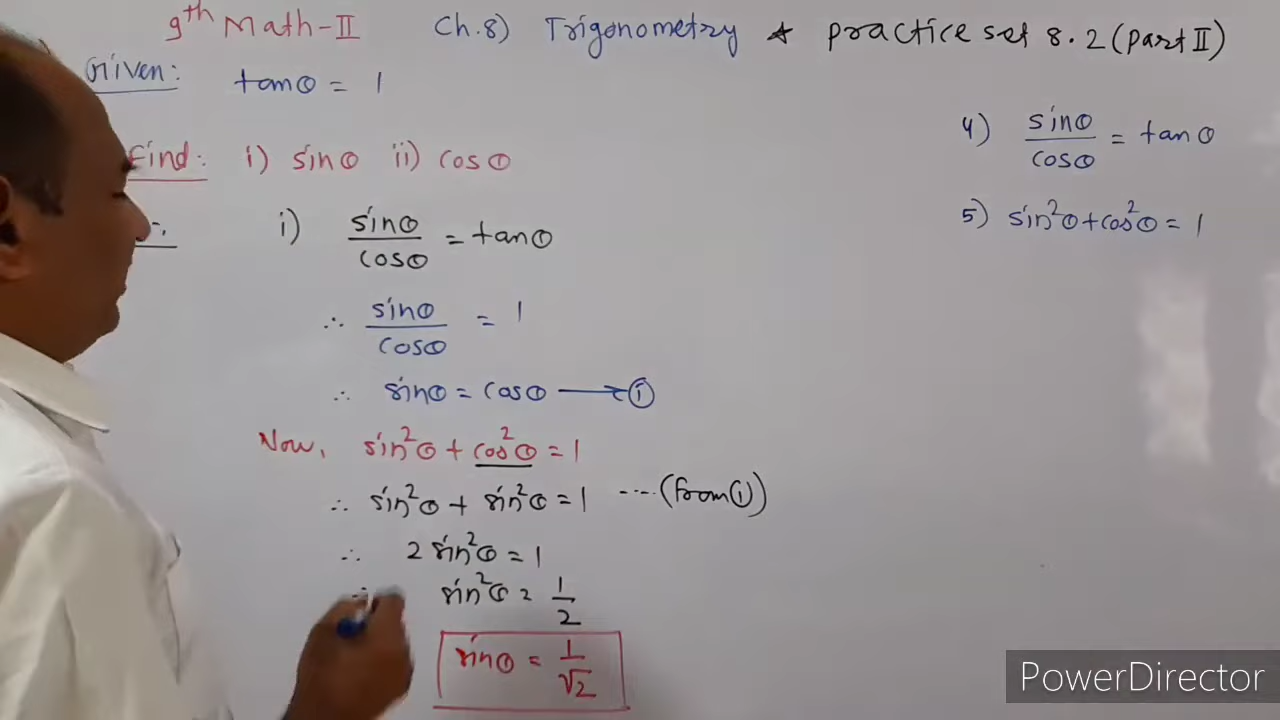 9th Math-II Ch.8) Trigonometry * practice set 8.2 (Part II)
Given: tanθ = 1
Find: i) sinθ ii) cosθ
i) sinθ/cosθ = tanθ
∴ sinθ/cosθ = 1
∴ sinθ = cosθ → ①
Now, sin²θ + cos²θ = 1
∴ sin²θ + sin²θ = 1 ----(from ①)
∴ 2 sin²θ = 1
∴ sin²θ = 1/2
sinθ = 1/√2
4) sinθ/cosθ = tanθ
5) sin²θ + cos²θ = 1
PowerDirector